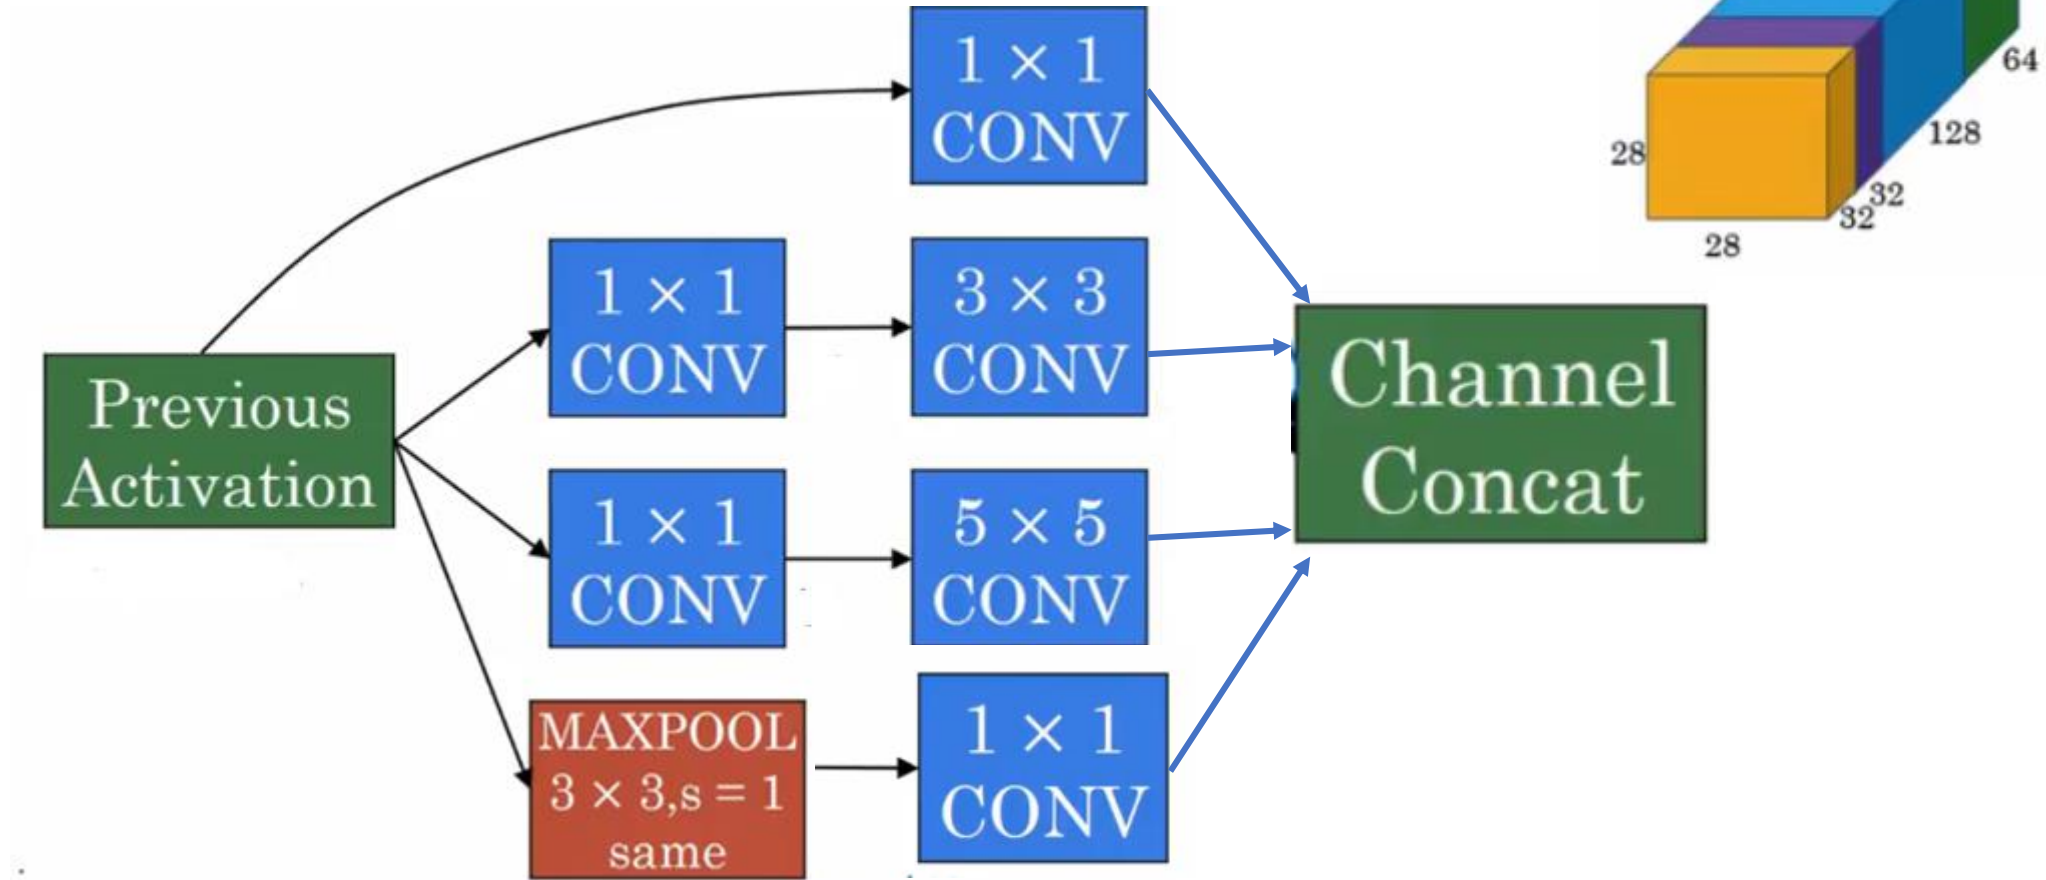 1 × 1
CONV
64
128
28
32
32
28
1 × 1
CONV
3 × 3
CONV
Previous
Activation
Channel
Concat
1 × 1
CONV
5 × 5
CONV
MAXPOOL
3 × 3,s = 1
same
1 × 1
CONV